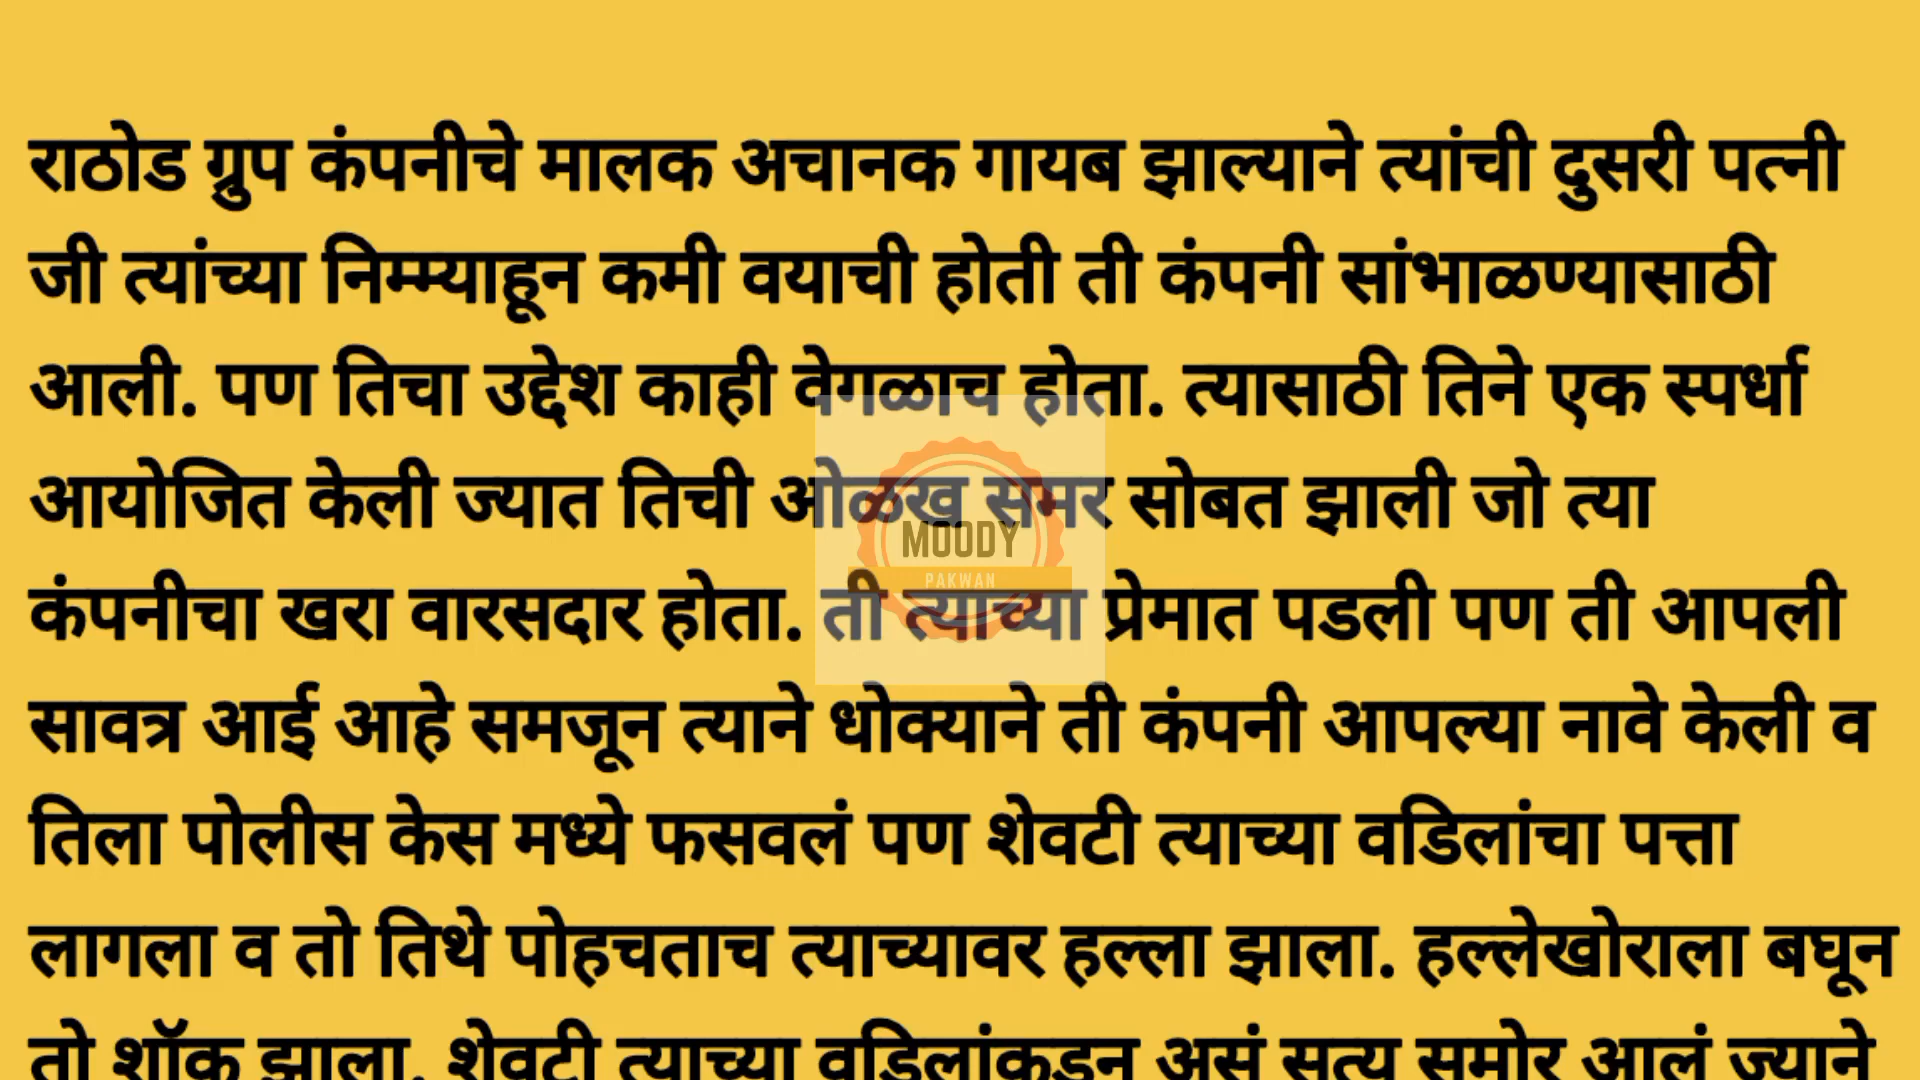 राठोड ग्रुप कंपनीचे मालक अचानक गायब झाल्याने त्यांची दुसरी पत्नी
जी त्यांच्या निम्म्याहून कमी वयाची होती ती कंपनी सांभाळण्यासाठी
आली. पण तिचा उद्देश काही वेगळाच होता. त्यासाठी तिने एक स्पर्धा
आयोजित केली ज्यात तिची ओळख समर सोबत झाली जो त्या
MOODY
PAKWAN
कंपनीचा खरा वारसदार होता. ती त्याच्या प्रेमात पडली पण ती आपली
सावत्र आई आहे समजून त्याने धोक्याने ती कंपनी आपल्या नावे केली व
तिला पोलीस केस मध्ये फसवलं पण शेवटी त्याच्या वडिलांचा पत्ता
लागला व तो तिथे पोहचताच त्याच्यावर हल्ला झाला. हल्लेखोराला बघून
तो शॉक झाला. शेवटी त्याच्या वडिलांकडून असं सत्य समोर आलं ज्याने